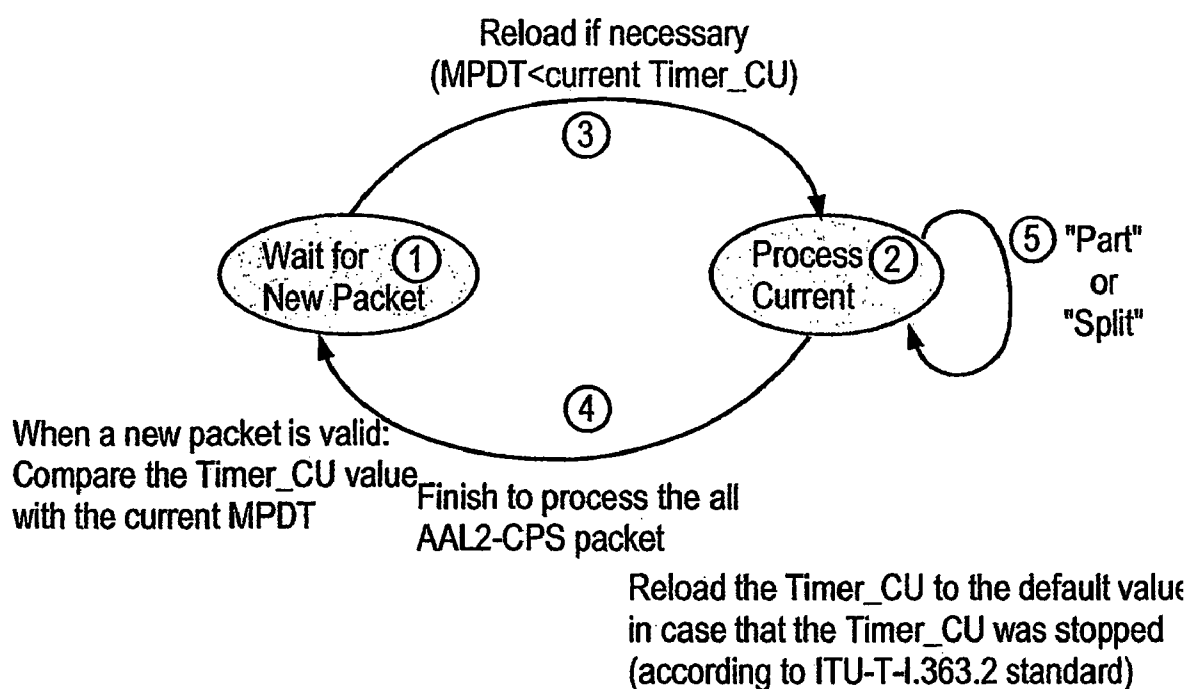 Reload if necessary
(MPDT<current Timer_CU)
3
Wait for 1
New Packet
Process 2
Current
5 "Part"
or
"Split"
4
When a new packet is valid:
Compare the Timer_CU value
with the current MPDT
Finish to process the all
AAL2-CPS packet
Reload the Timer_CU to the default value
in case that the Timer_CU was stopped
(according to ITU-T-I.363.2 standard)